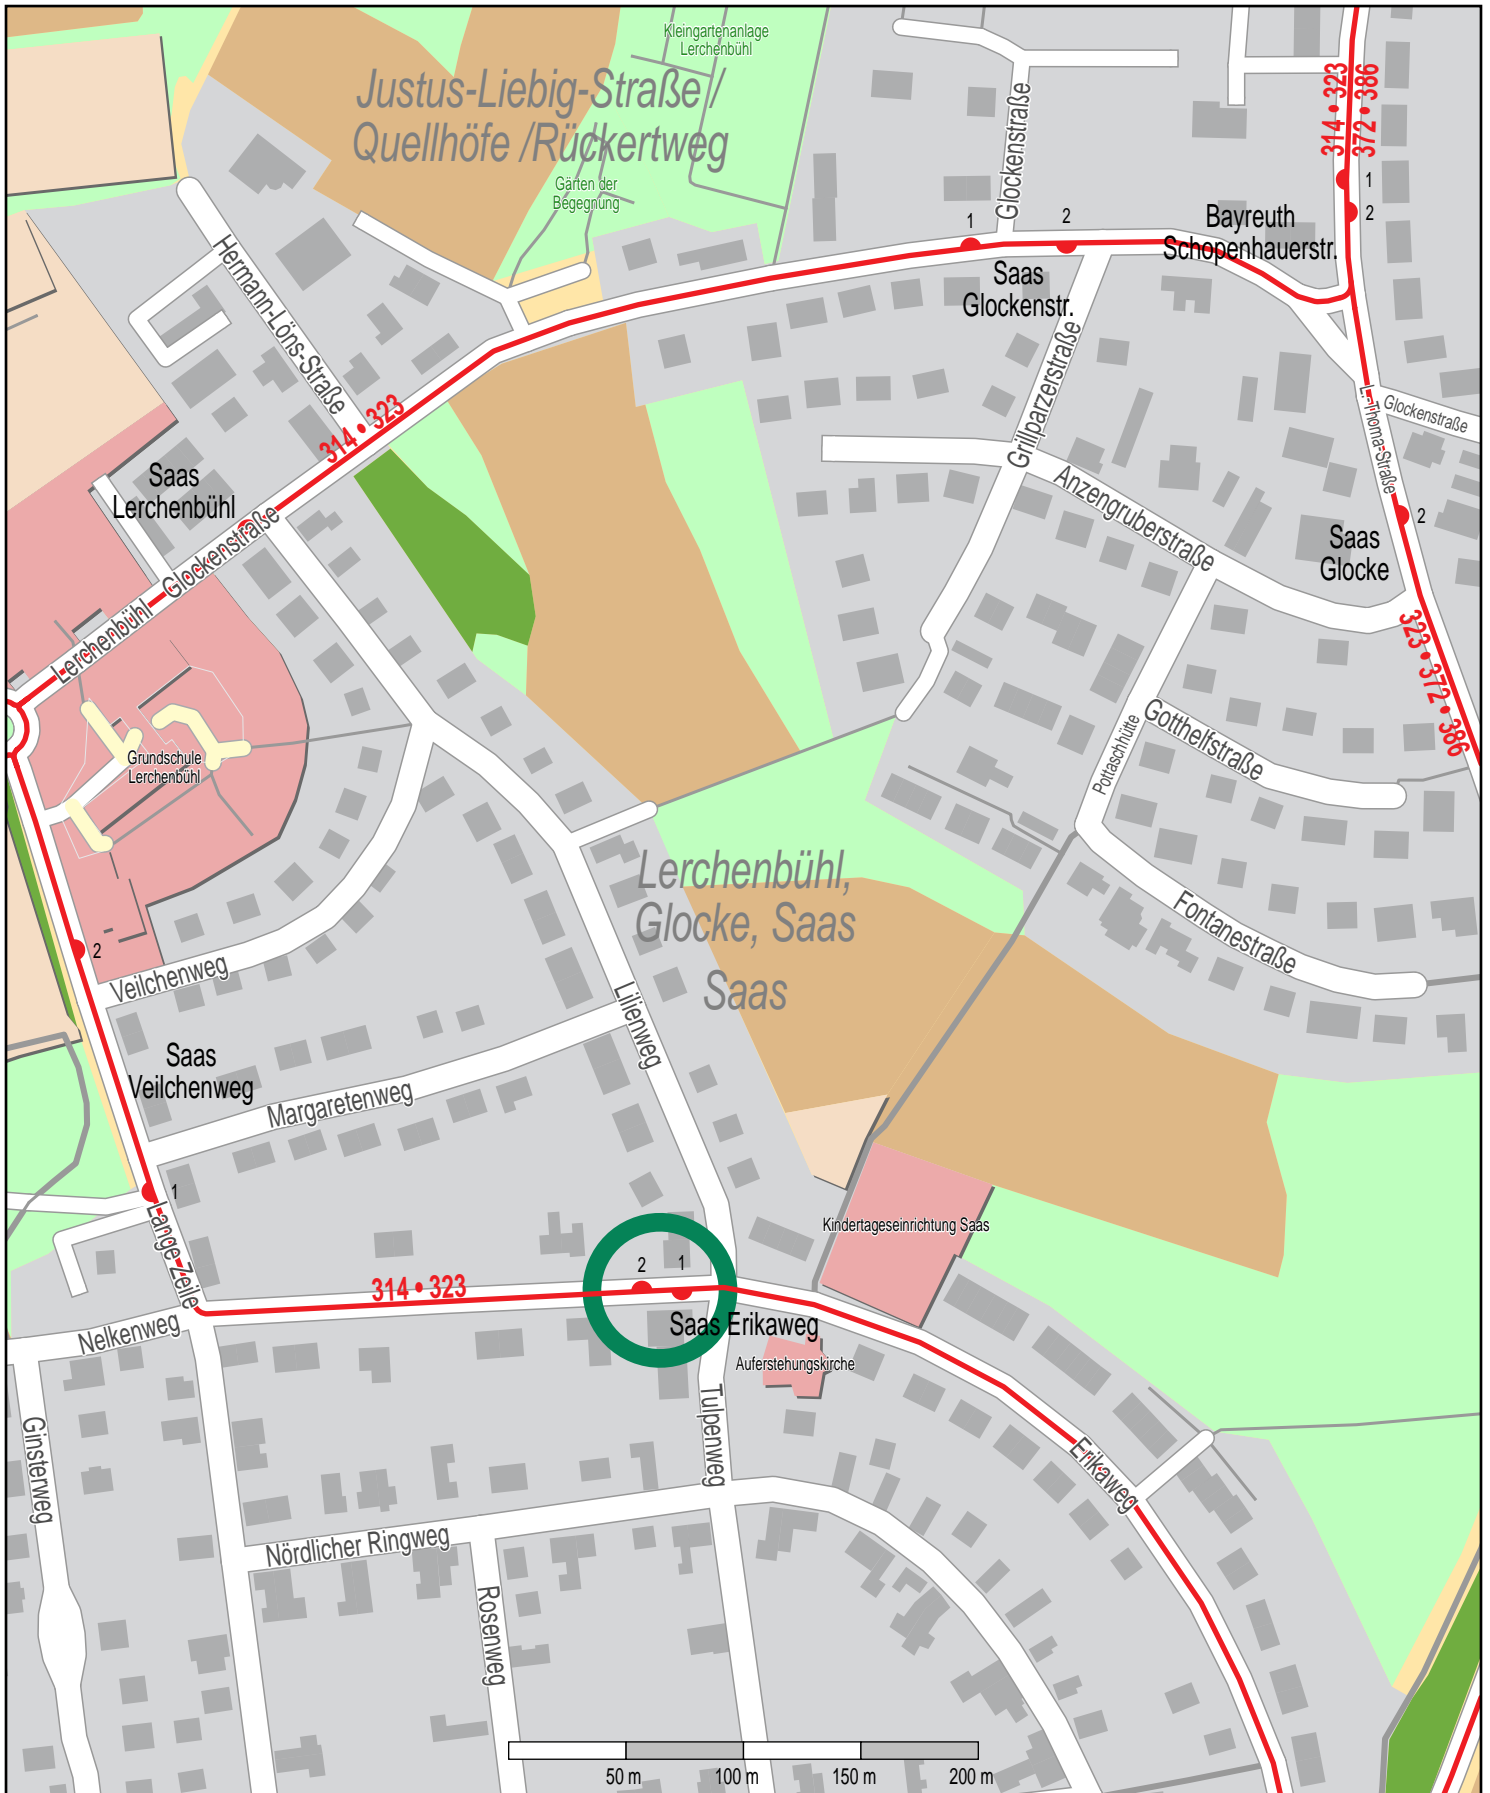 Kleingartenanlage
Lerchenbühl
Justus-Liebig-Straße /
Quellhöfe /Rückertweg
Gärten der
Begegnung
Glockenstraße
314 • 323
372 • 386
1
2
1
2
Bayreuth
Schopenhauerstr.
Saas
Glockenstr.
Hermann-Löns-Straße
314 • 323
Grillparzerstraße
L.-Thoma-Straße
Glockenstraße
Saas
Lerchenbühl
Glockenstraße
Lerchenbühl
Anzengruberstraße
2
Saas
Glocke
323 • 372 • 386
Grundschule
Lerchenbühl
Pottaschhütte
Gotthelfstraße
Fontanestraße
Lerchenbühl,
Glocke, Saas
Saas
2
Veilchenweg
Lilienweg
Saas
Veilchenweg
Margaretenweg
1
Lange Zeile
Kindertageseinrichtung Saas
2
1
314 • 323
Saas Erikaweg
Nelkenweg
Auferstehungskirche
Tulpenweg
Ginsterweg
Erikaweg
Nördlicher Ringweg
Rosenweg
50 m
100 m
150 m
200 m